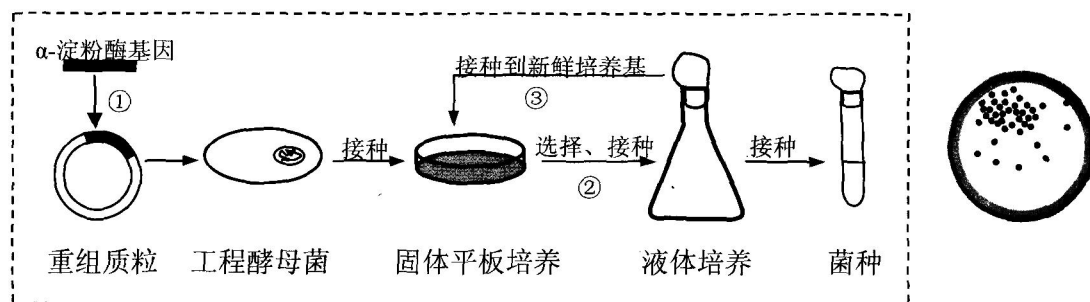 α-淀粉酶基因
①
接种到新鲜培养基
③
接种
选择、接种
②
接种
重组质粒
工程酵母菌
固体平板培养
液体培养
菌种